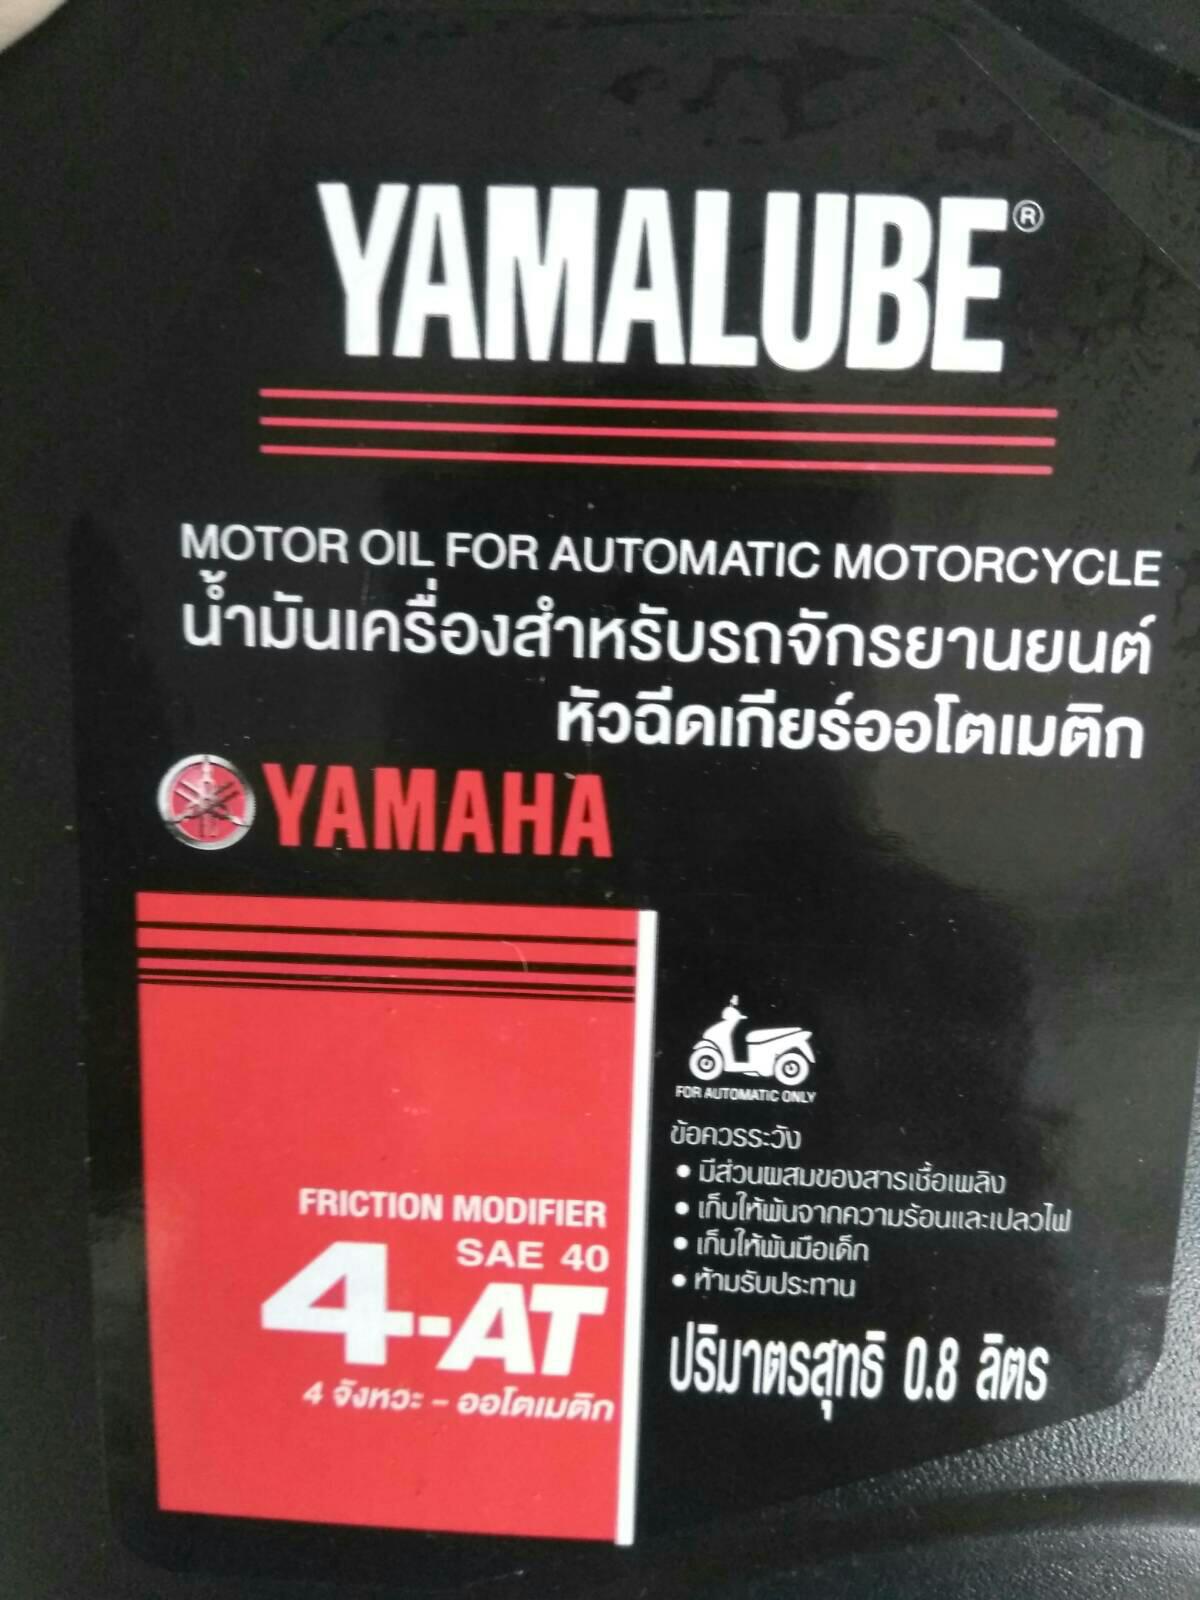 YAMALUBE®
MOTOR OIL FOR AUTOMATIC MOTORCYCLE
น้ำมันเครื่องสำหรับรถจักรยานยนต์
หัวฉีดเกียร์ออโตเมติก
YAMAHA
FOR AUTOMATIC ONLY
ข้อควรระวัง
• มีส่วนผสมของสารเชื้อเพลิง
• เก็บให้พ้นจากความร้อนและเปลวไฟ
• เก็บให้พ้นมือเด็ก
• ห้ามรับประทาน
ปริมาตรสุทธิ 0.8 ลิตร
FRICTION MODIFIER
SAE 40
4-AT
4 จังหวะ - ออโตเมติก